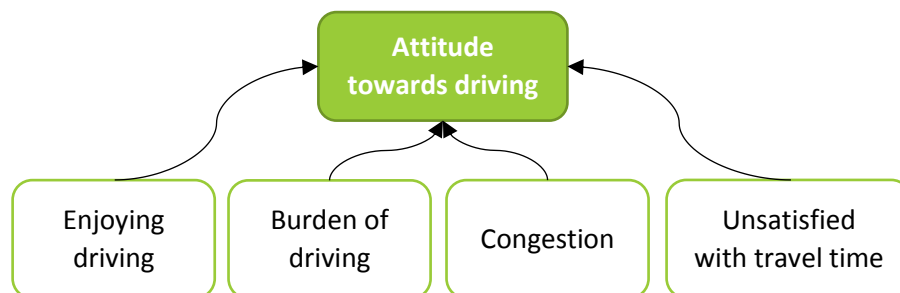 Attitude
towards driving
Enjoying
driving
Burden of
driving
Congestion
Unsatisfied
with travel time